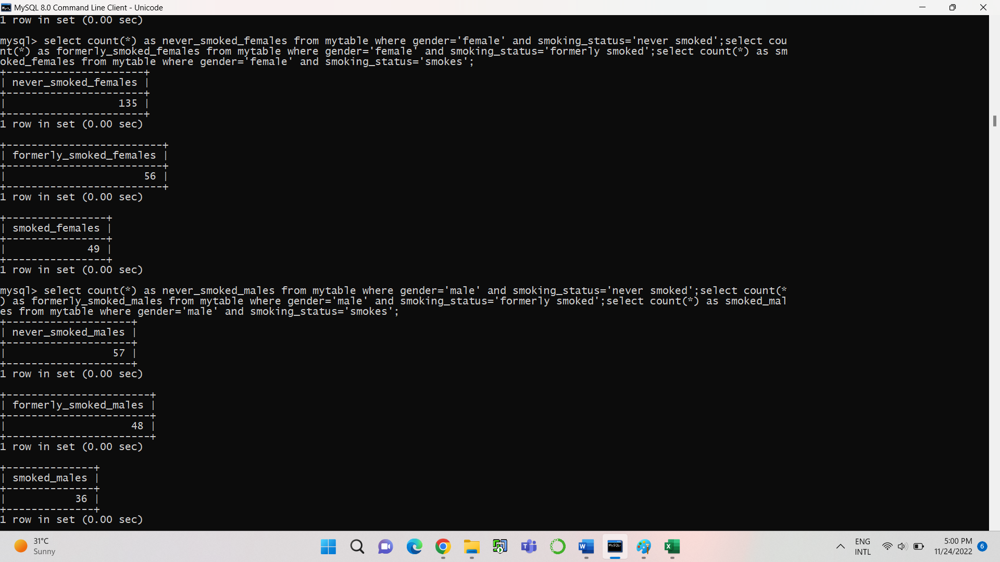 MySQL 8.0 Command Line Client - Unicode
1 row in set (0.00 sec)
mysql> select count(*) as never_smoked_females from mytable where gender='female' and smoking_status='never smoked';select cou
nt(*) as formerly_smoked_females from mytable where gender='female' and smoking_status='formerly smoked';select count(*) as sm
oked_females from mytable where gender='female' and smoking_status='smokes';
+----------------------+
| never_smoked_females |
+----------------------+
|                  135 |
+----------------------+
1 row in set (0.00 sec)
+-------------------------+
| formerly_smoked_females |
+-------------------------+
|                      56 |
+-------------------------+
1 row in set (0.00 sec)
+----------------+
| smoked_females |
+----------------+
|             49 |
+----------------+
1 row in set (0.00 sec)
mysql> select count(*) as never_smoked_males from mytable where gender='male' and smoking_status='never smoked';select count(*
) as formerly_smoked_males from mytable where gender='male' and smoking_status='formerly smoked';select count(*) as smoked_mal
es from mytable where gender='male' and smoking_status='smokes';
+--------------------+
| never_smoked_males |
+--------------------+
|                 57 |
+--------------------+
1 row in set (0.00 sec)
+-----------------------+
| formerly_smoked_males |
+-----------------------+
|                    48 |
+-----------------------+
1 row in set (0.00 sec)
+--------------+
| smoked_males |
+--------------+
|           36 |
+--------------+
1 row in set (0.00 sec)
31°C
Sunny
ENG
INTL
5:00 PM
11/24/2022
6